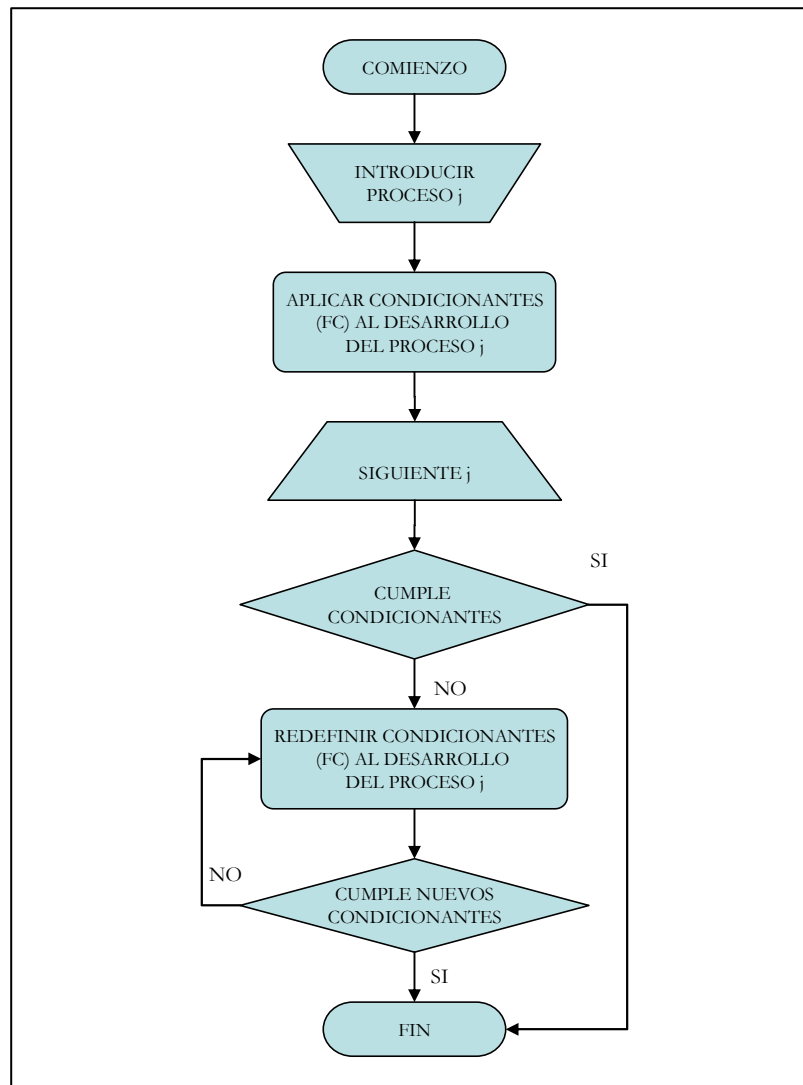 COMIENZO
INTRODUCIR
PROCESO j
APLICAR CONDICIONANTES
(FC) AL DESARROLLO
DEL PROCESO j
SIGUIENTE j
SI
CUMPLE
CONDICIONANTES
NO
REDEFINIR CONDICIONANTES
(FC) AL DESARROLLO
DEL PROCESO j
NO
CUMPLE NUEVOS
CONDICIONANTES
SI
FIN